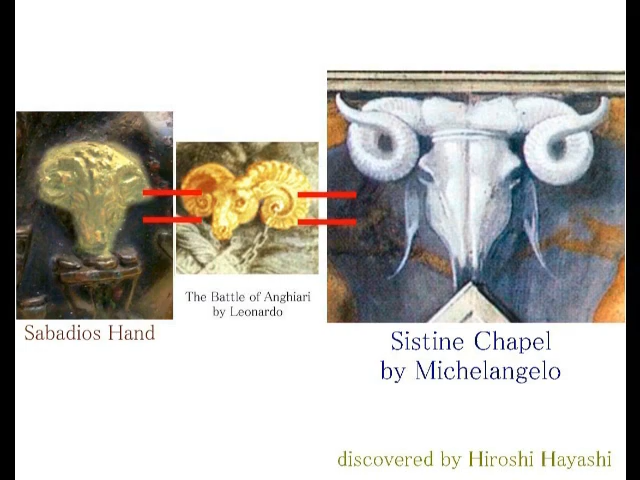 Sabadios Hand
The Battle of Anghiari
by Leonardo
Sistine Chapel
by Michelangelo
discovered by Hiroshi Hayashi